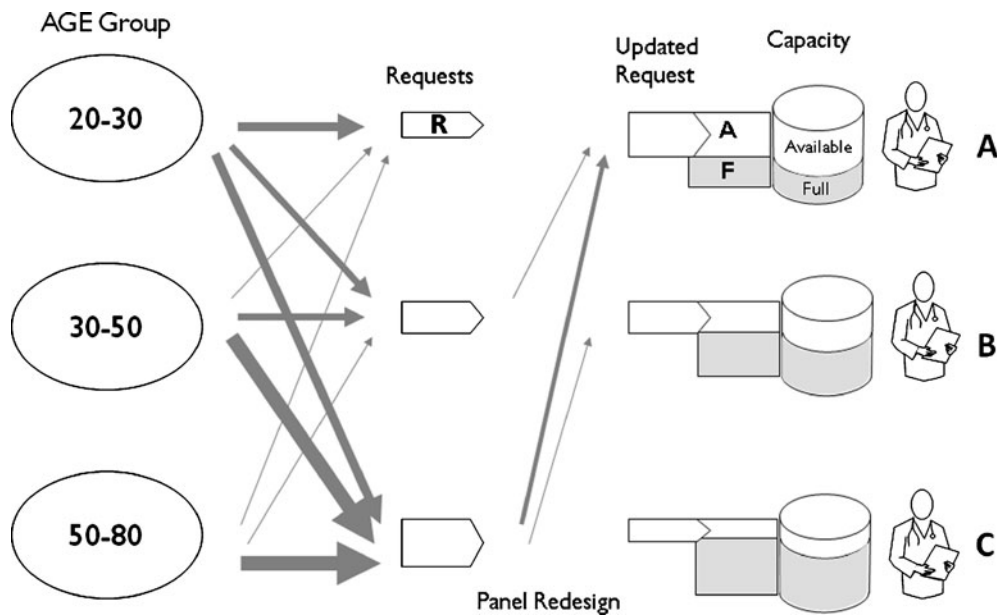 AGE Group
Requests
Updated
Request
Capacity
20-30
R
A
F
Available
Full
A
30-50
B
50-80
C
Panel Redesign